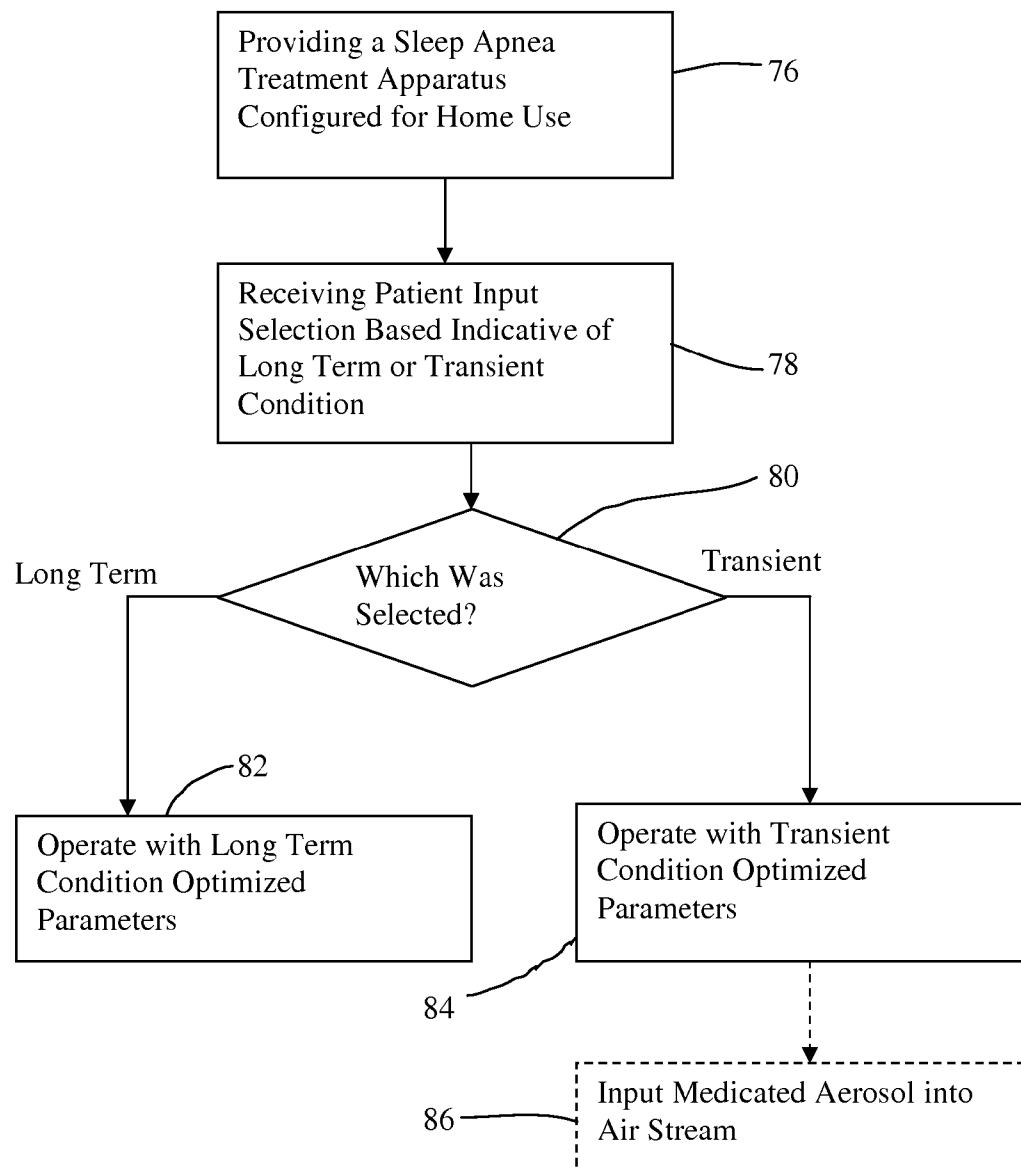 Providing a Sleep Apnea
Treatment Apparatus
Configured for Home Use
76
Receiving Patient Input
Selection Based Indicative of
Long Term or Transient
Condition
78
80
Long Term
Which Was
Selected?
Transient
82
Operate with Long Term
Condition Optimized
Parameters
Operate with Transient
Condition Optimized
Parameters
84
86
Input Medicated Aerosol into
Air Stream